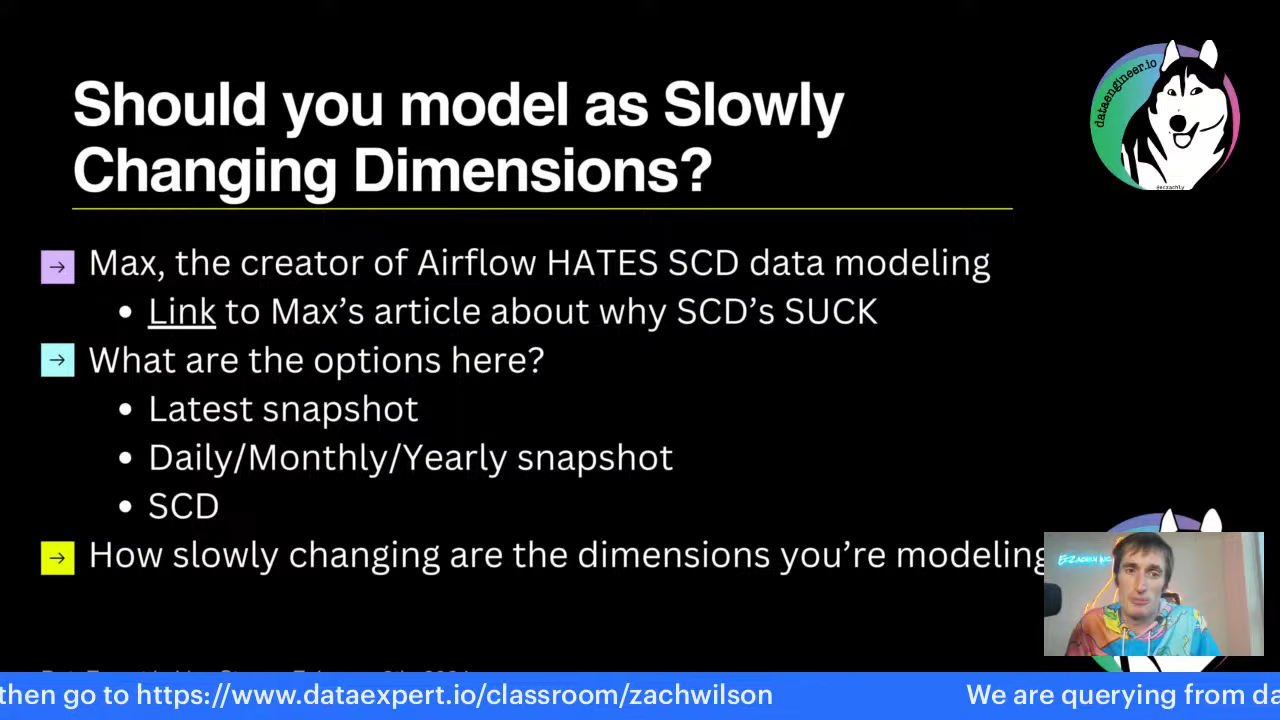 Should you model as Slowly
Changing Dimensions?
dataengineer.io
@eczachly
→ Max, the creator of Airflow HATES SCD data modeling
• Link to Max's article about why SCD's SUCK
→ What are the options here?
• Latest snapshot
• Daily/Monthly/Yearly snapshot
• SCD
→ How slowly changing are the dimensions you're modeling
then go to https://www.dataexpert.io/classroom/zachwilson
We are querying from da